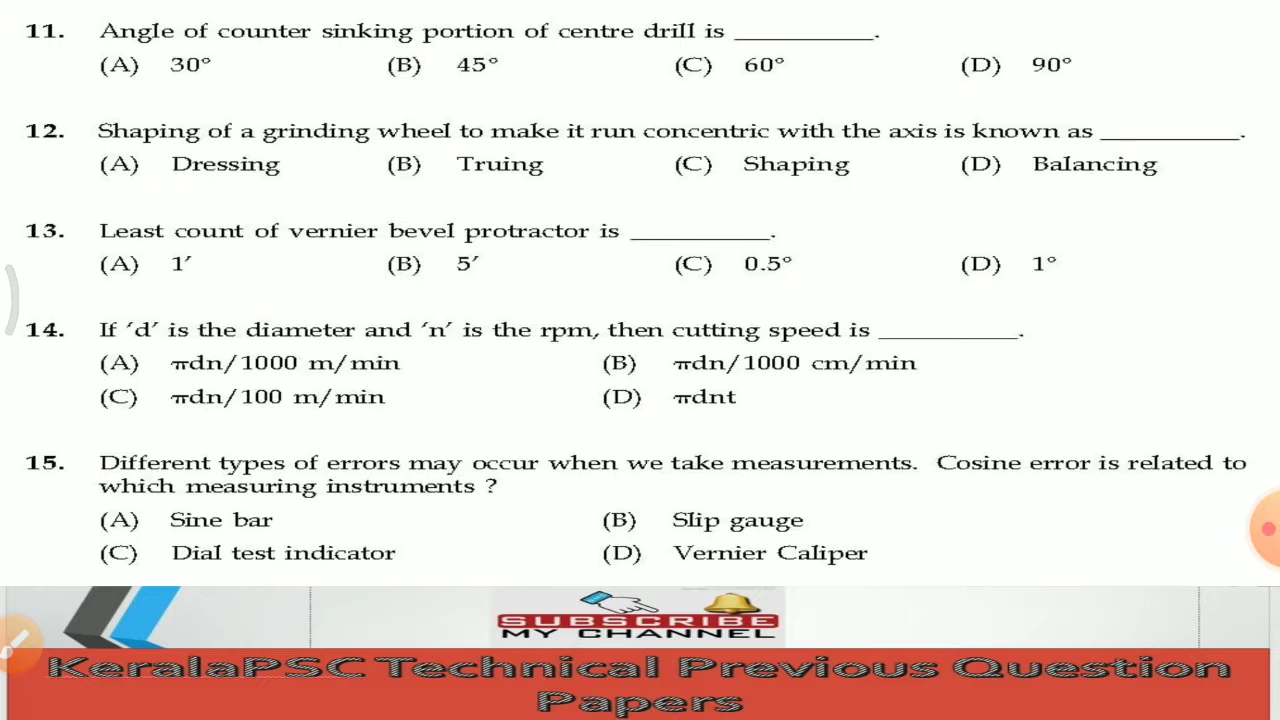 11. Angle of counter sinking portion of centre drill is __________.
(A) 30° (B) 45° (C) 60° (D) 90°
12. Shaping of a grinding wheel to make it run concentric with the axis is known as __________.
(A) Dressing (B) Truing (C) Shaping (D) Balancing
13. Least count of vernier bevel protractor is __________.
(A) 1′ (B) 5′ (C) 0.5° (D) 1°
14. If ′d′ is the diameter and ′n′ is the rpm, then cutting speed is __________.
(A) πdn/1000 m/min (B) πdn/1000 cm/min
(C) πdn/100 m/min (D) πdnt
15. Different types of errors may occur when we take measurements. Cosine error is related to
which measuring instruments ?
(A) Sine bar (B) Slip gauge
(C) Dial test indicator (D) Vernier Caliper
SUBSCRIBE
MY CHANNEL
KeralaPSC Technical Previous Question
Papers